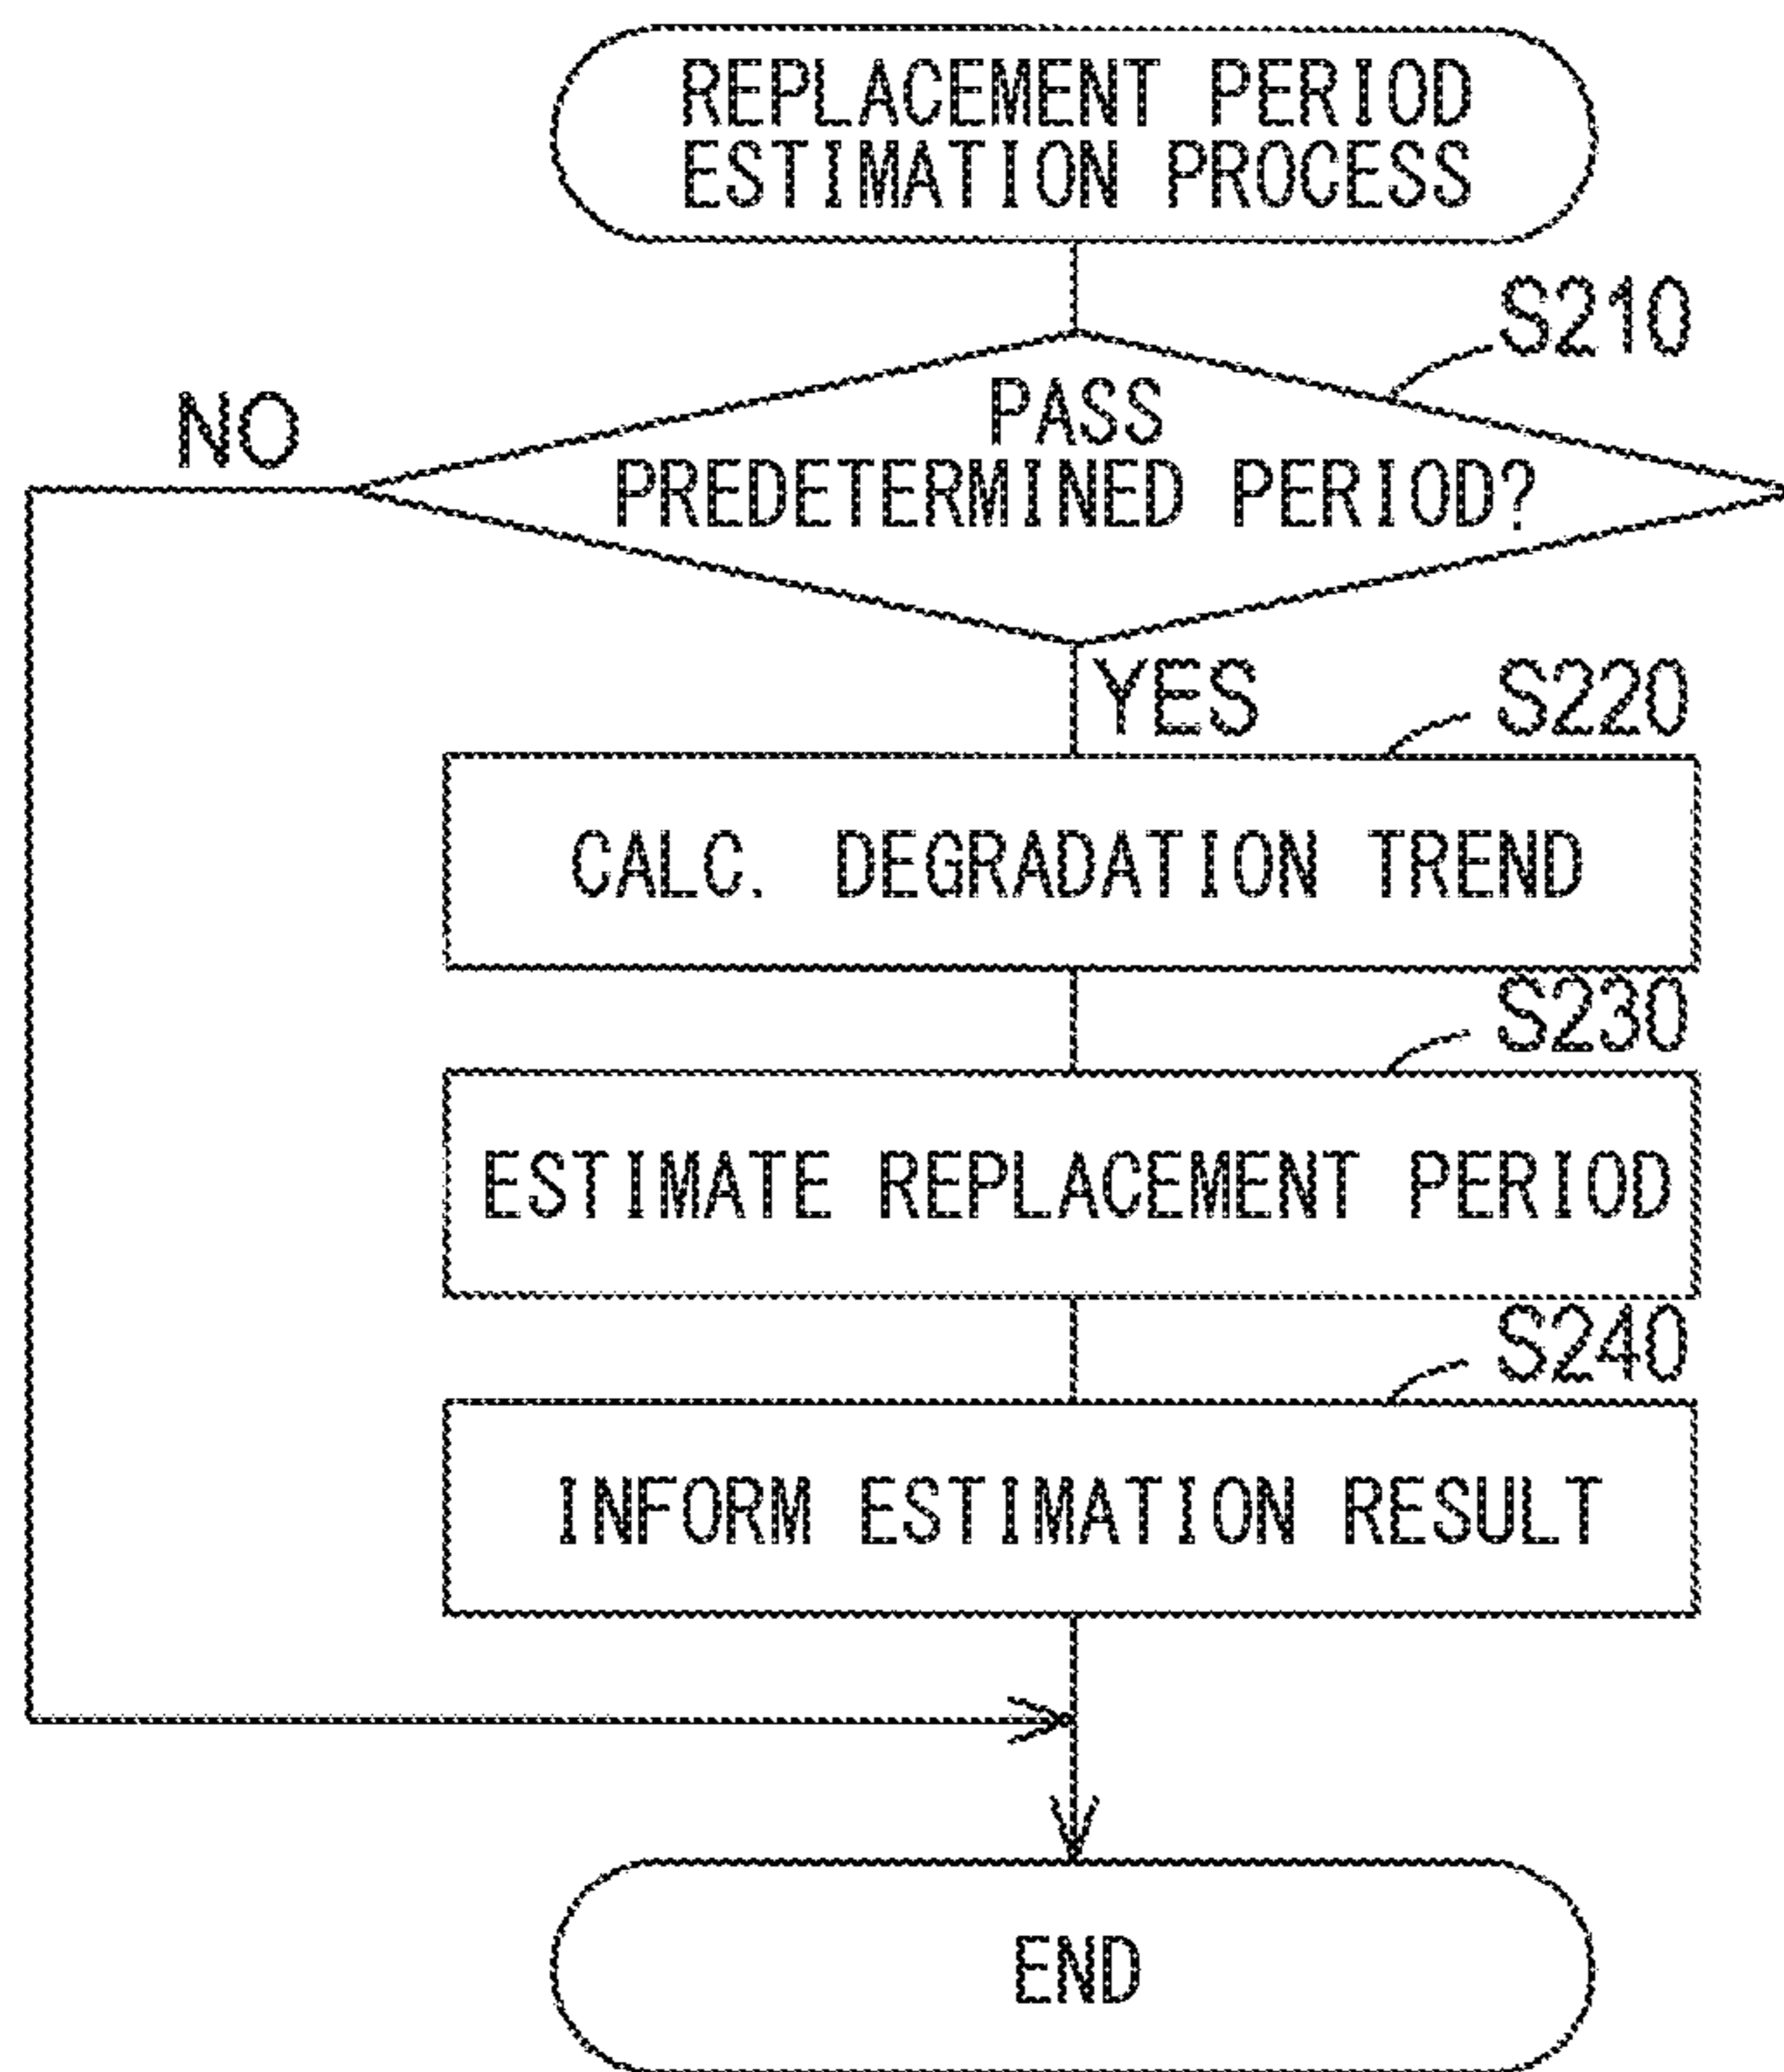 REPLACEMENT PERIOD
ESTIMATION PROCESS
S210
PASS
PREDETERMINED PERIOD?
NO
YES
S220
CALC. DEGRADATION TREND
S230
ESTIMATE REPLACEMENT PERIOD
S240
INFORM ESTIMATION RESULT
END